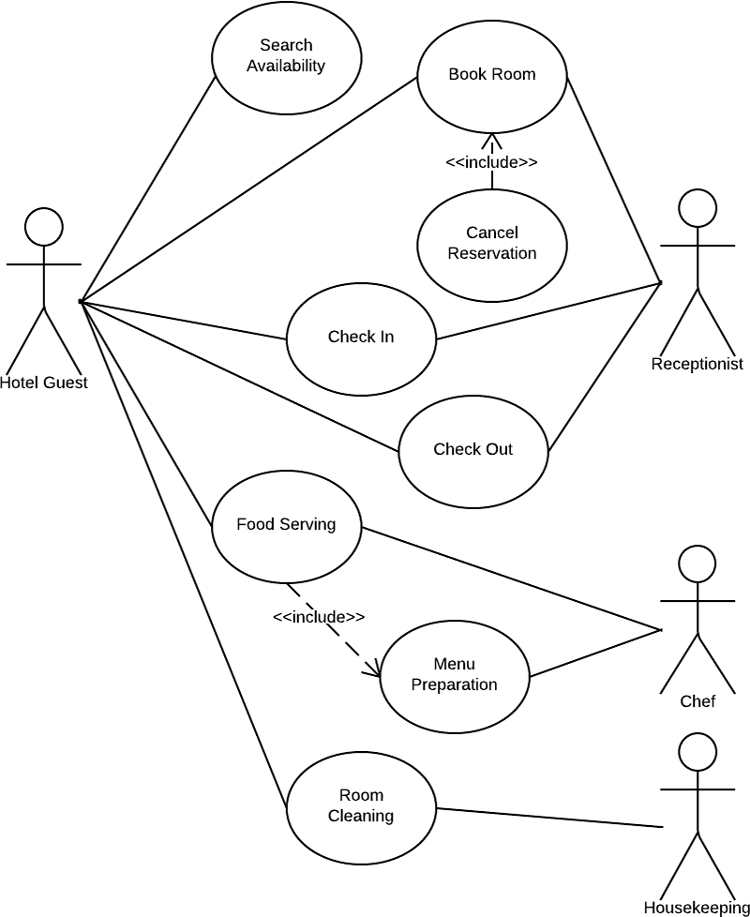 Search
Availability
Book Room
<<include>>
Cancel
Reservation
Hotel Guest
Receptionist
Check In
Check Out
Food Serving
<<include>>
Menu
Preparation
Chef
Room
Cleaning
Housekeeping